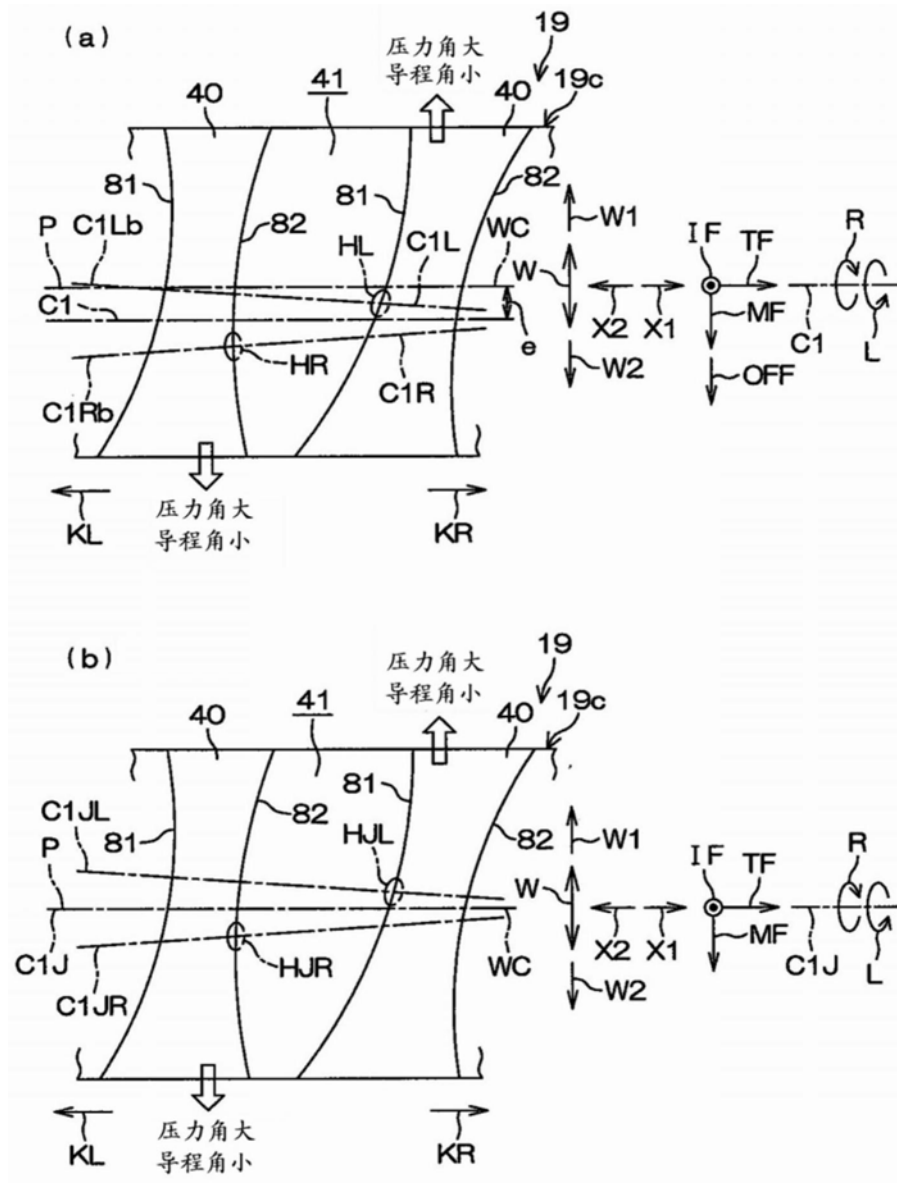 (a)
压力角大
导程角小
19
19c
40
41
40
81
82
81
82
P
C1Lb
C1
HL
C1L
WC
W1
W
W2
X2
X1
IF
TF
MF
OFF
C1
R
L
e
HR
C1R
C1Rb
KL
压力角大
导程角小
KR
(b)
压力角大
导程角小
19
19c
40
41
40
81
82
81
82
C1JL
P
HJL
W1
W
W2
X2
X1
IF
TF
MF
C1J
R
L
C1J
C1JR
HJR
WC
KL
压力角大
导程角小
KR